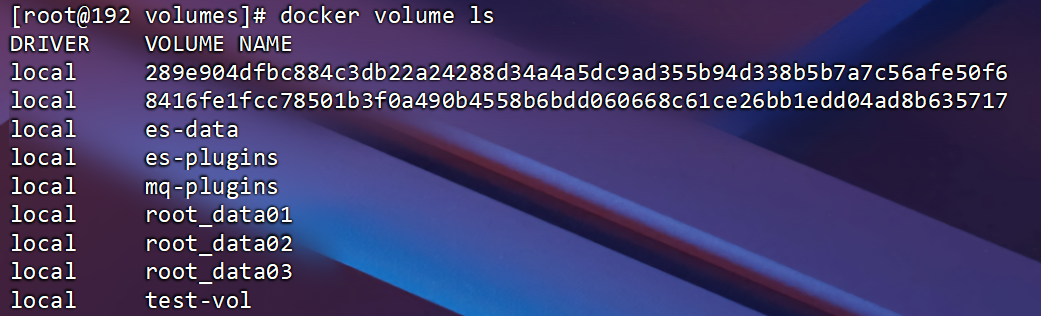 [root@192 volumes]# docker volume ls
DRIVER    VOLUME NAME
local     289e904dfbc884c3db22a24288d34a4a5dc9ad355b94d338b5b7a7c56afe50f6
local     8416fe1fcc78501b3f0a490b4558b6bdd060668c61ce26bb1edd04ad8b635717
local     es-data
local     es-plugins
local     mq-plugins
local     root_data01
local     root_data02
local     root_data03
local     test-vol